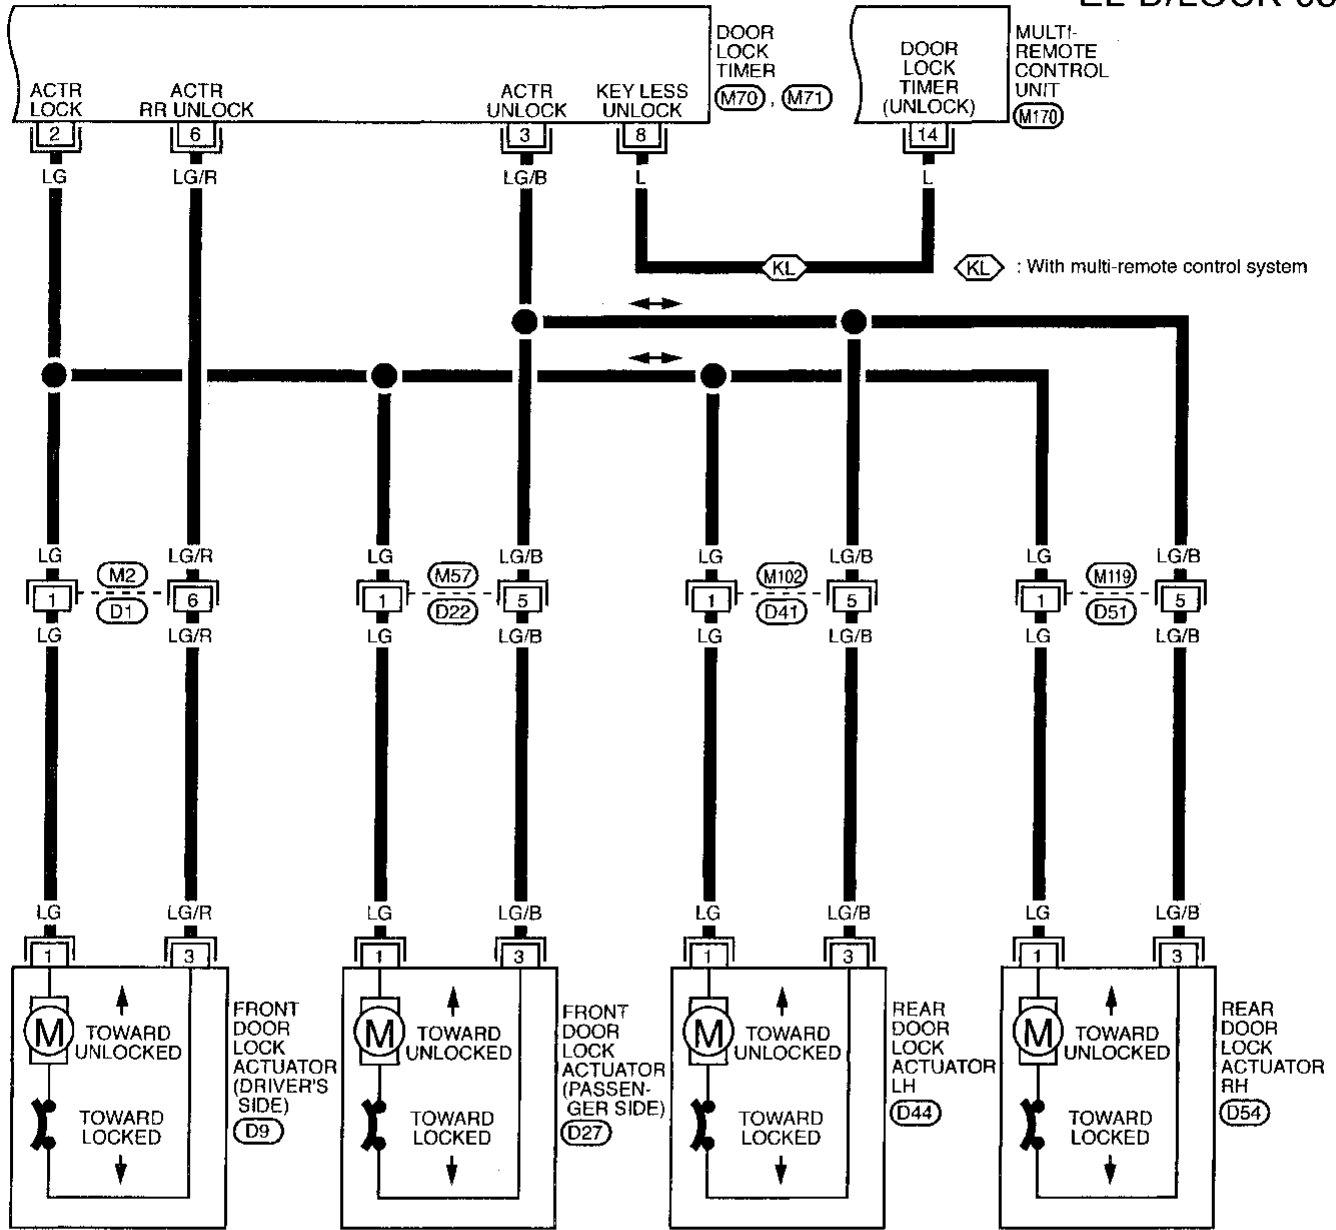 DOOR
LOCK
TIMER
M70 , M71
MULTI-
REMOTE
CONTROL
UNIT
M170
DOOR
LOCK
TIMER
(UNLOCK)
ACTR
LOCK
ACTR
RR UNLOCK
ACTR
UNLOCK
KEY LESS
UNLOCK
2 6 3 8 14
LG LG/R LG/B L L
KL
KL : With multi-remote control system
LG LG/R LG LG/B LG LG/B LG LG/B
M2 M57 M102 M119
1 6 1 5 1 5 1 5
D1 D22 D41 D51
LG LG/R LG LG/B LG LG/B LG LG/B
LG LG/R LG LG/B LG LG/B LG LG/B
1 3 1 3 1 3 1 3
M
TOWARD
UNLOCKED
TOWARD
LOCKED
FRONT
DOOR
LOCK
ACTUATOR
(DRIVER'S
SIDE)
D9
M
TOWARD
UNLOCKED
TOWARD
LOCKED
FRONT
DOOR
LOCK
ACTUATOR
(PASSEN-
GER SIDE)
D27
M
TOWARD
UNLOCKED
TOWARD
LOCKED
REAR
DOOR
LOCK
ACTUATOR
LH
D44
M
TOWARD
UNLOCKED
TOWARD
LOCKED
REAR
DOOR
LOCK
ACTUATOR
RH
D54